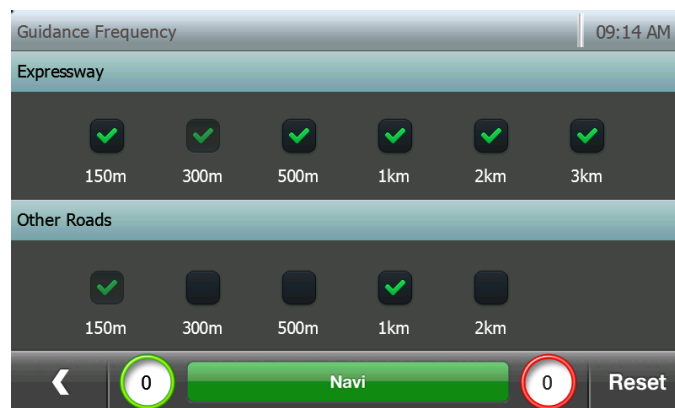 Guidance Frequency 09:14 AM
Expressway
150m 300m 500m 1km 2km 3km
Other Roads
150m 300m 500m 1km 2km
0 Navi 0 Reset